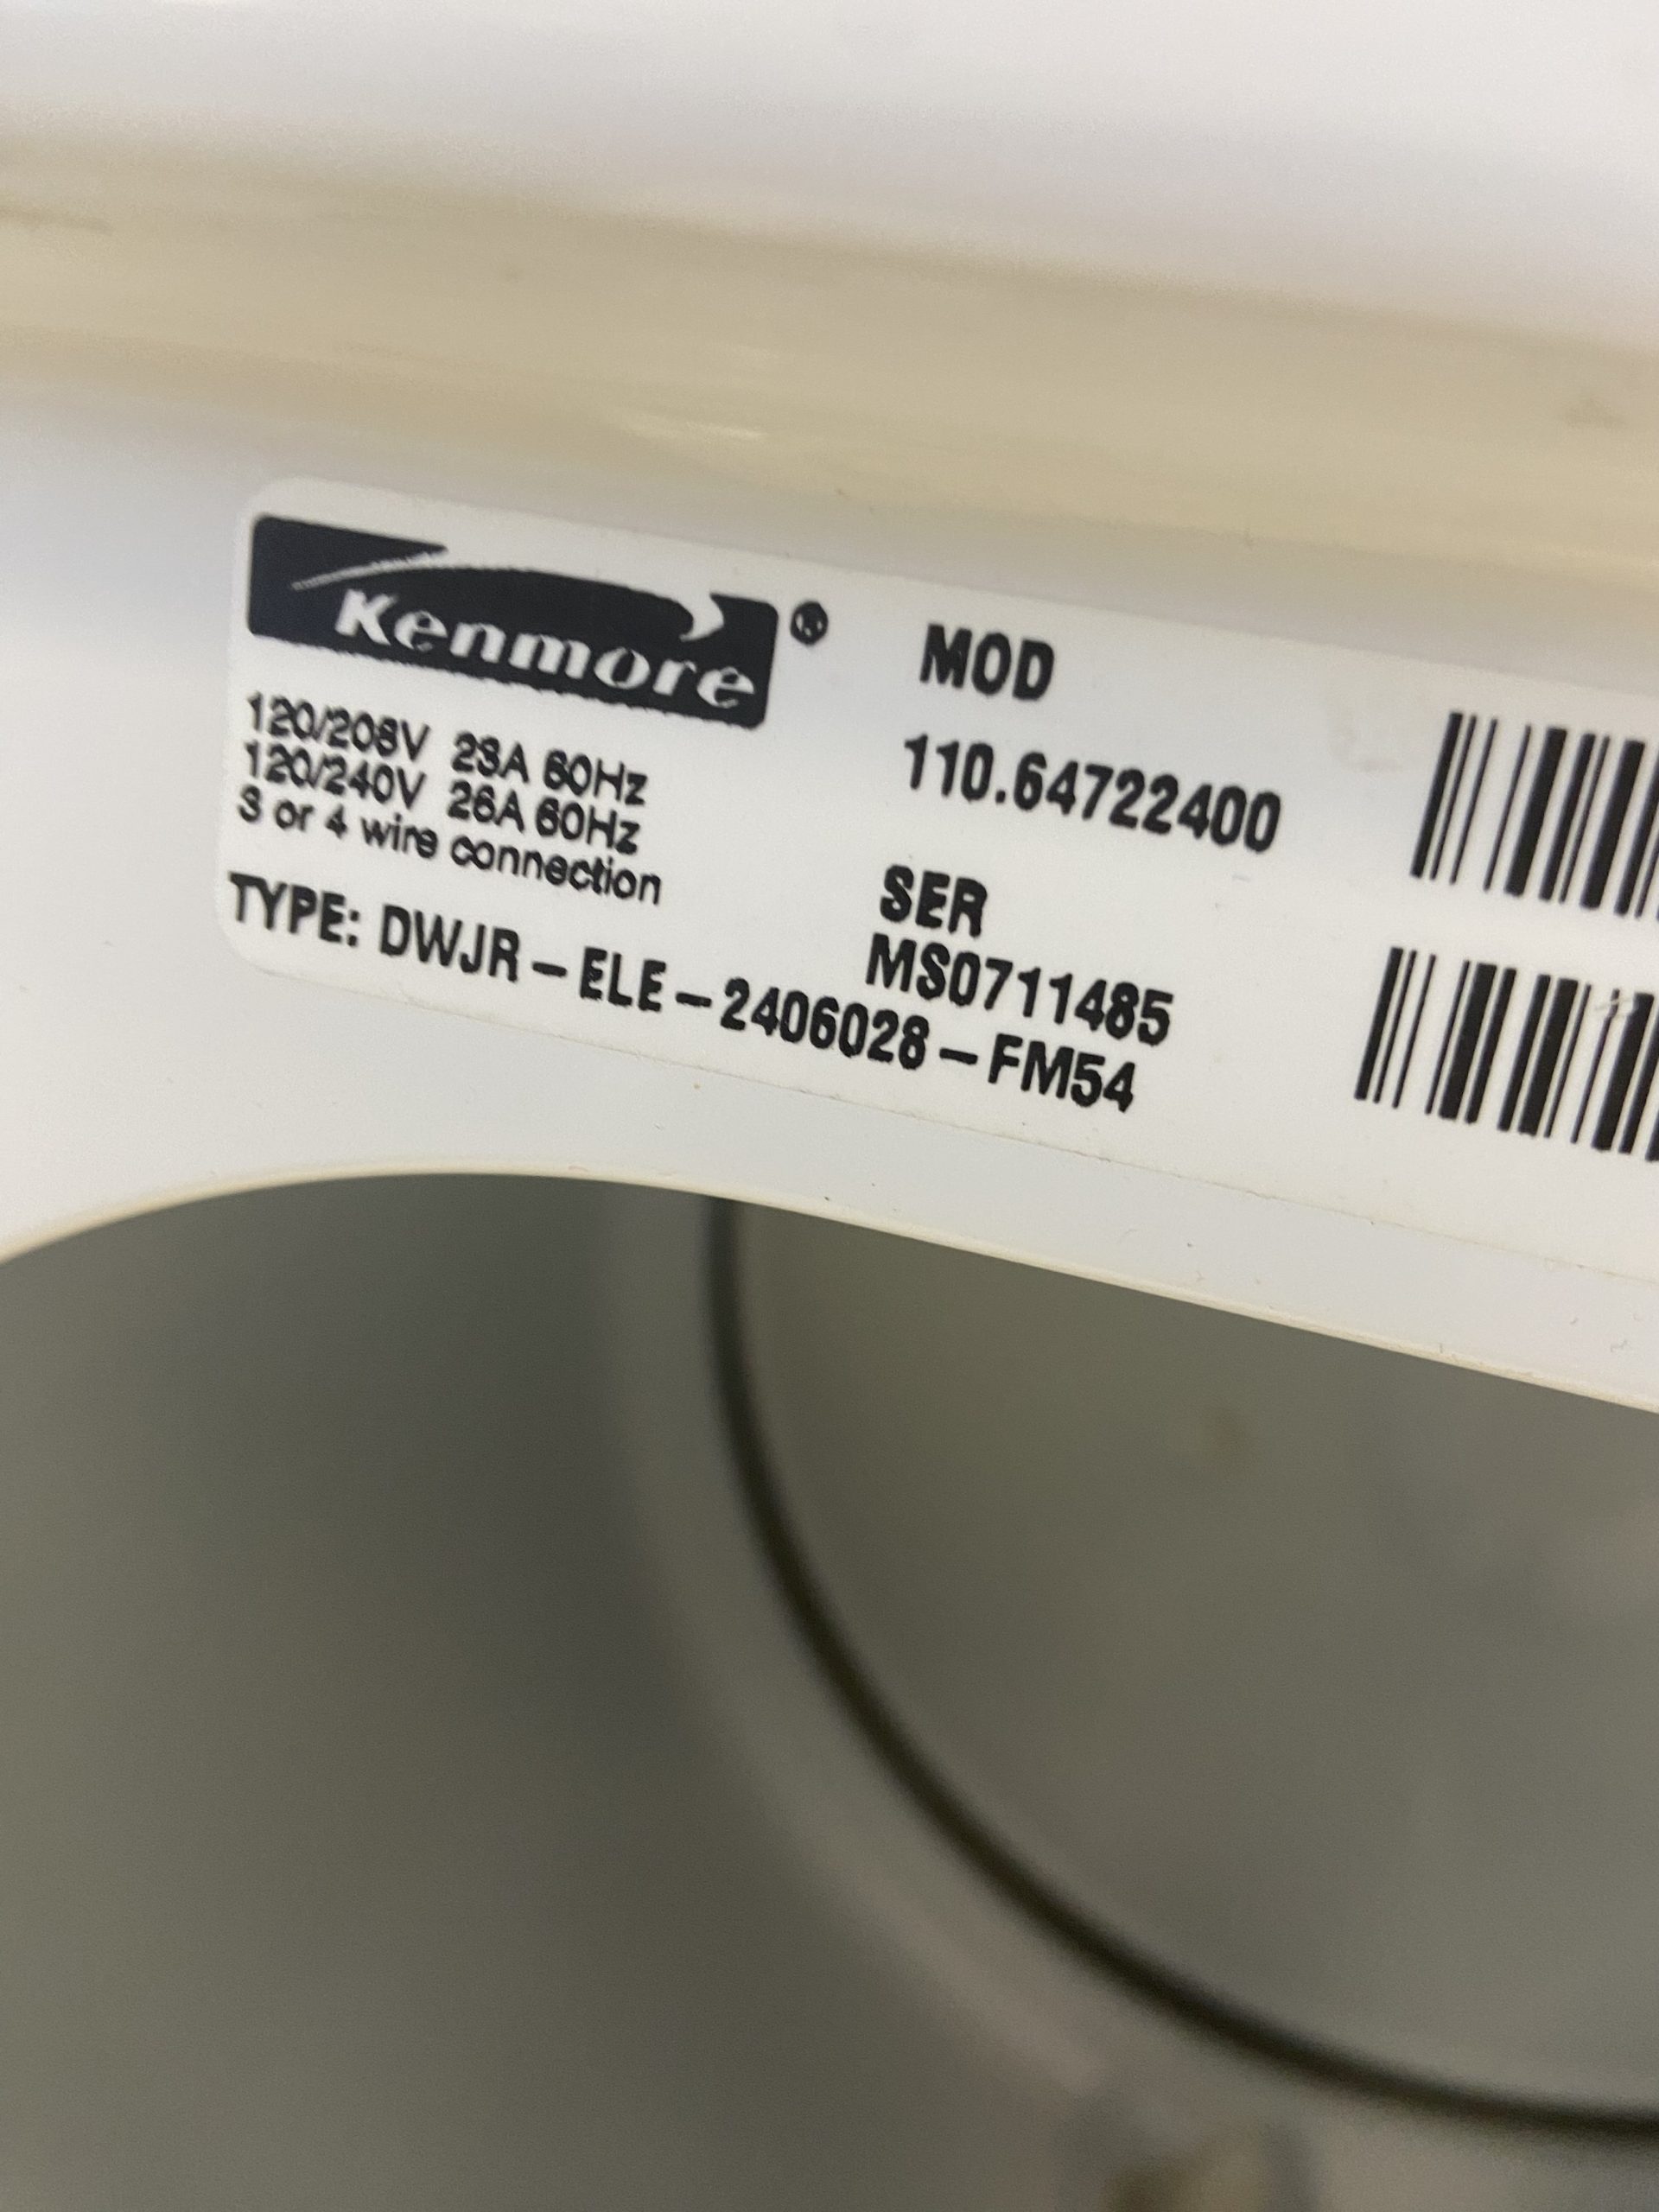 Kenmore®
120/208V 23A 60Hz
120/240V 26A 60Hz
3 or 4 wire connection
TYPE: DWJR-ELE-2406028-FM54
MOD
110.64722400
SER
MS0711485